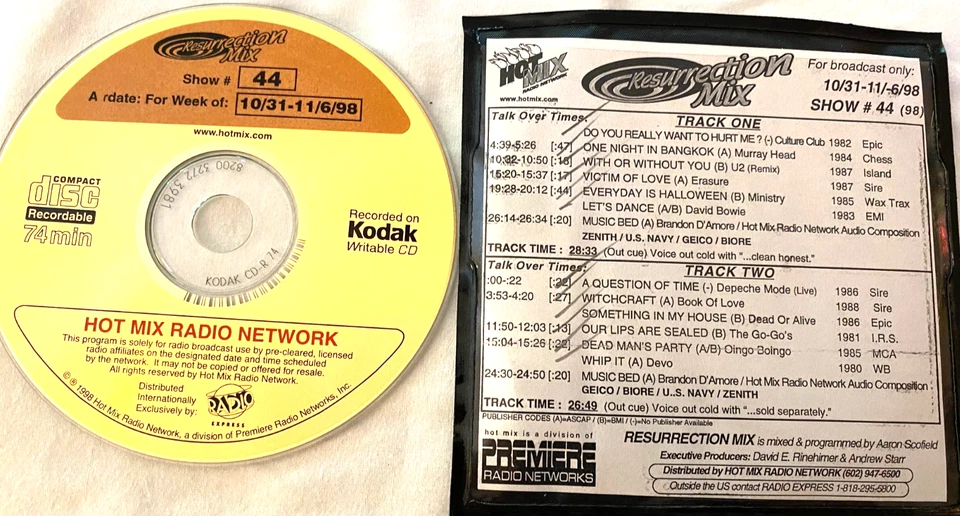 Resurrection
MIX
Show # 44
A rdate: For Week of: 10/31-11/6/98
www.hotmix.com
8200 3272 3981
COMPACT
disc
Recordable
74min
Recorded on
Kodak
Writable CD
KODAK CD-R 74
HOT MIX RADIO NETWORK
This program is solely for radio broadcast use by pre-cleared, licensed
radio affiliates on the designated date and time scheduled
by the network. It may not be copied or offered for resale.
All rights reserved by Hot Mix Radio Network.
Distributed
Internationally
Exclusively by:
RADIO
EXPRESS
© ℗ 1998 Hot Mix Radio Network, a division of Premiere Radio Networks, Inc.
HOT MIX
RADIO NETWORK
www.hotmix.com
Resurrection
MIX
For broadcast only:
10/31-11/-6/98
SHOW # 44 (98)
Talk Over Times: TRACK ONE
DO YOU REALLY WANT TO HURT ME ? (-) Culture Club 1982 Epic
4:39-5:26 [:47] ONE NIGHT IN BANGKOK (A) Murray Head 1984 Chess
10:32-10:50 [:18] WITH OR WITHOUT YOU (B) U2 (Remix) 1987 Island
15:20-15:37 [:17] VICTIM OF LOVE (A) Erasure 1987 Sire
19:28-20:12 [:44] EVERYDAY IS HALLOWEEN (B) Ministry 1985 Wax Trax
LET'S DANCE (A/B) David Bowie 1983 EMI
26:14-26:34 [:20] MUSIC BED (A) Brandon D'Amore / Hot Mix Radio Network Audio Composition
ZENITH / U.S. NAVY / GEICO / BIORE
TRACK TIME : 28:33 (Out cue) Voice out cold with "...clean honest."
Talk Over Times: TRACK TWO
:00-:22 [:22] A QUESTION OF TIME (-) Depeche Mode (Live) 1986 Sire
3:53-4:20 [:27] WITCHCRAFT (A) Book Of Love 1988 Sire
SOMETHING IN MY HOUSE (B) Dead Or Alive 1986 Epic
11:50-12:03 [:13] OUR LIPS ARE SEALED (B) The Go-Go's 1981 I.R.S.
15:04-15:26 [:22] DEAD MAN'S PARTY (A/B) Oingo Boingo 1985 MCA
WHIP IT (A) Devo 1980 WB
24:30-24:50 [:20] MUSIC BED (A) Brandon D'Amore / Hot Mix Radio Network Audio Composition
GEICO / BIORE / U.S. NAVY / ZENITH
TRACK TIME : 26:49 (Out cue) Voice out cold with "...sold separately."
PUBLISHER CODES (A)=ASCAP / (B)=BMI / (-)=No Publisher Available
hot mix is a division of
PREMIERE
RADIO NETWORKS
RESURRECTION MIX is mixed & programmed by Aaron Scofield
Executive Producers: David E. Rinehimer & Andrew Starr
Distributed by HOT MIX RADIO NETWORK (602) 947-6500
Outside the US contact RADIO EXPRESS 1-818-295-5800